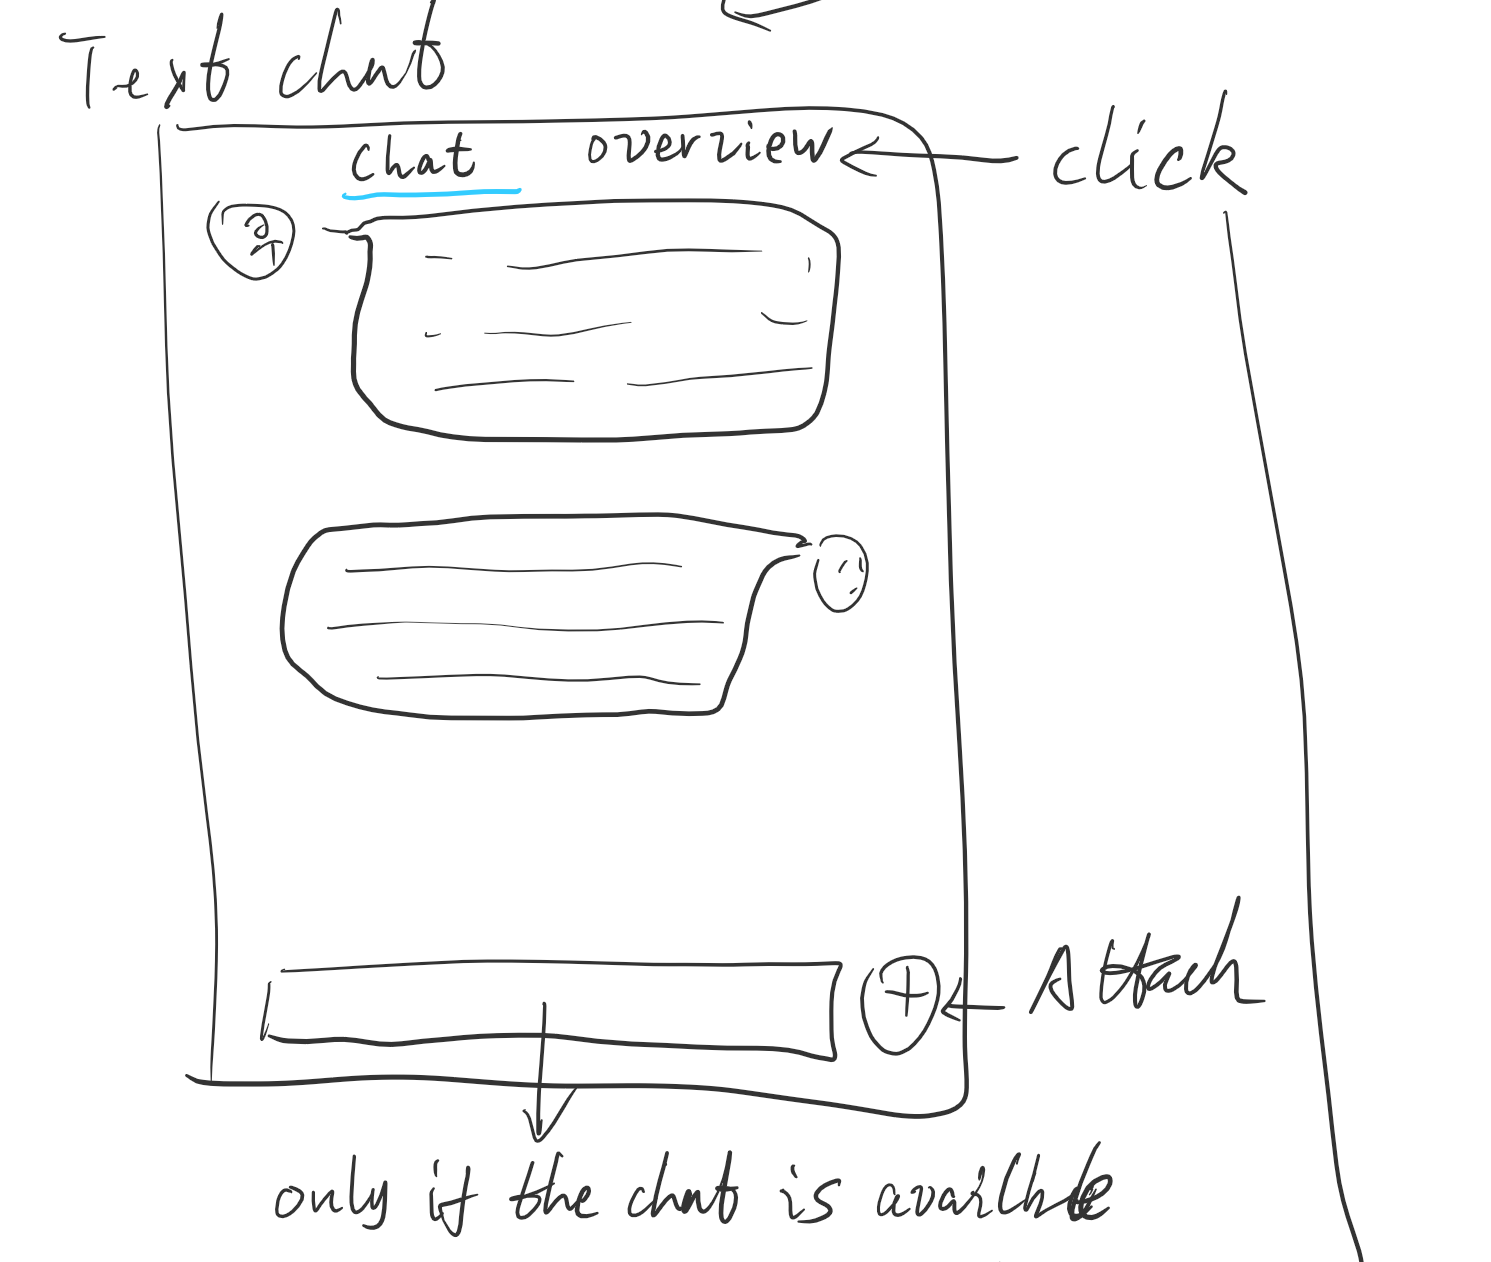 Text chat
chat overview
click
+
Attach
only if the chat is available